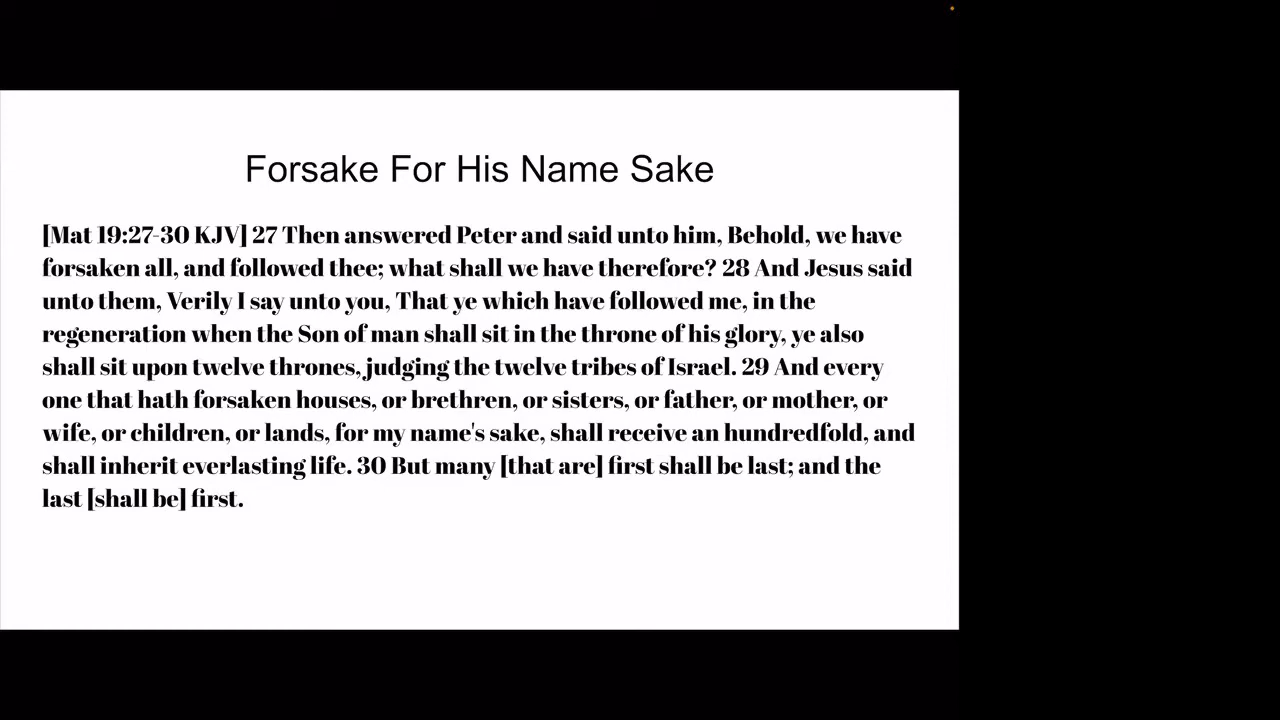 Forsake For His Name Sake
[Mat 19:27-30 KJV] 27 Then answered Peter and said unto him, Behold, we have
forsaken all, and followed thee; what shall we have therefore? 28 And Jesus said
unto them, Verily I say unto you, That ye which have followed me, in the
regeneration when the Son of man shall sit in the throne of his glory, ye also
shall sit upon twelve thrones, judging the twelve tribes of Israel. 29 And every
one that hath forsaken houses, or brethren, or sisters, or father, or mother, or
wife, or children, or lands, for my name's sake, shall receive an hundredfold, and
shall inherit everlasting life. 30 But many [that are] first shall be last; and the
last [shall be] first.